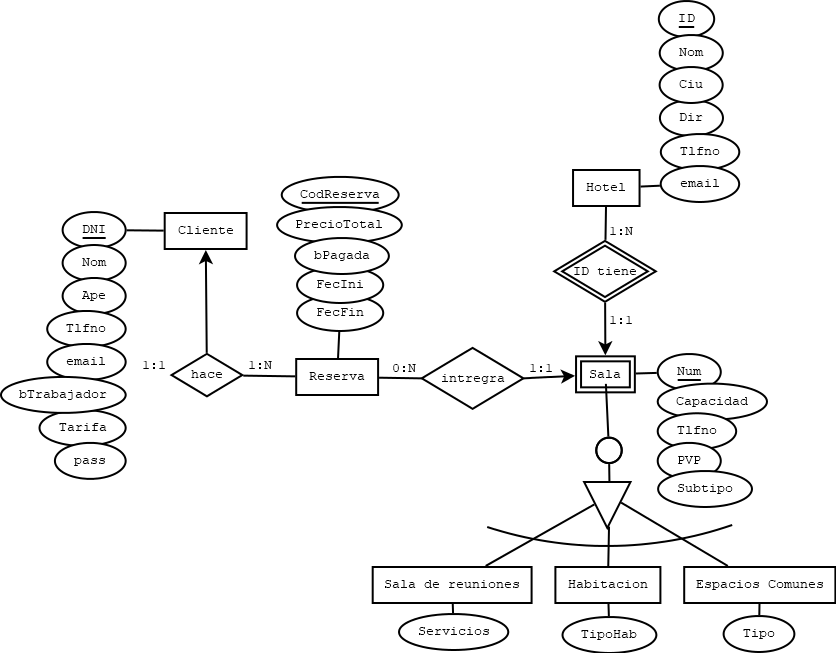 ID
Nom
Ciu
Dir
Tlfno
email
Hotel
1:N
ID tiene
1:1
CodReserva
PrecioTotal
bPagada
FecIni
FecFin
DNI
Cliente
Nom
Ape
Tlfno
email
bTrabajador
Tarifa
pass
1:1
hace
1:N
Reserva
0:N
intregra
1:1
Sala
Num
Capacidad
Tlfno
PVP
Subtipo
Sala de reuniones
Habitacion
Espacios Comunes
Servicios
TipoHab
Tipo